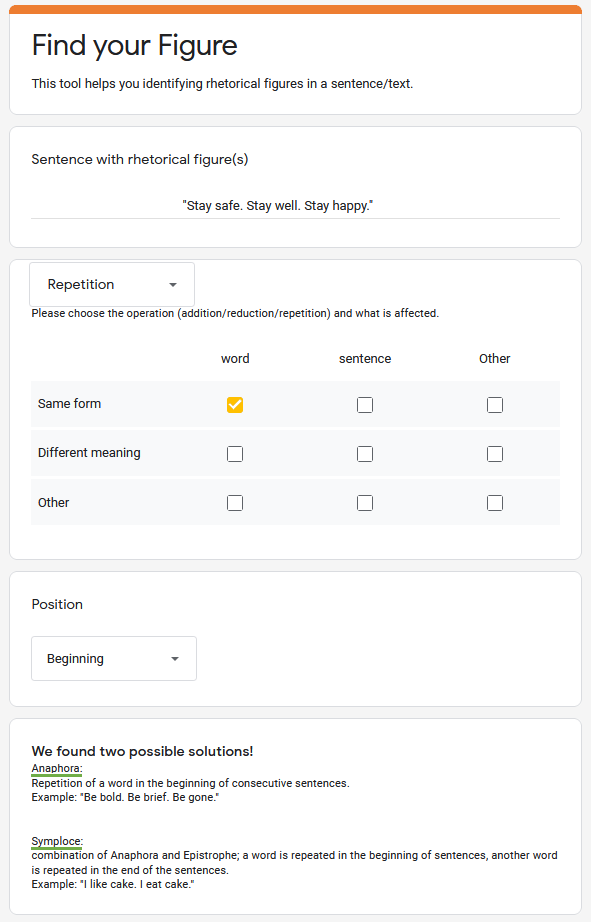 Find your Figure
This tool helps you identifying rhetorical figures in a sentence/text.
Sentence with rhetorical figure(s)
"Stay safe. Stay well. Stay happy."
Repetition
Please choose the operation (addition/reduction/repetition) and what is affected.
word sentence Other
Same form
Different meaning
Other
Position
Beginning
We found two possible solutions!
Anaphora:
Repetition of a word in the beginning of consecutive sentences.
Example: "Be bold. Be brief. Be gone."
Symploce:
combination of Anaphora and Epistrophe; a word is repeated in the beginning of sentences, another word
is repeated in the end of the sentences.
Example: "I like cake. I eat cake."